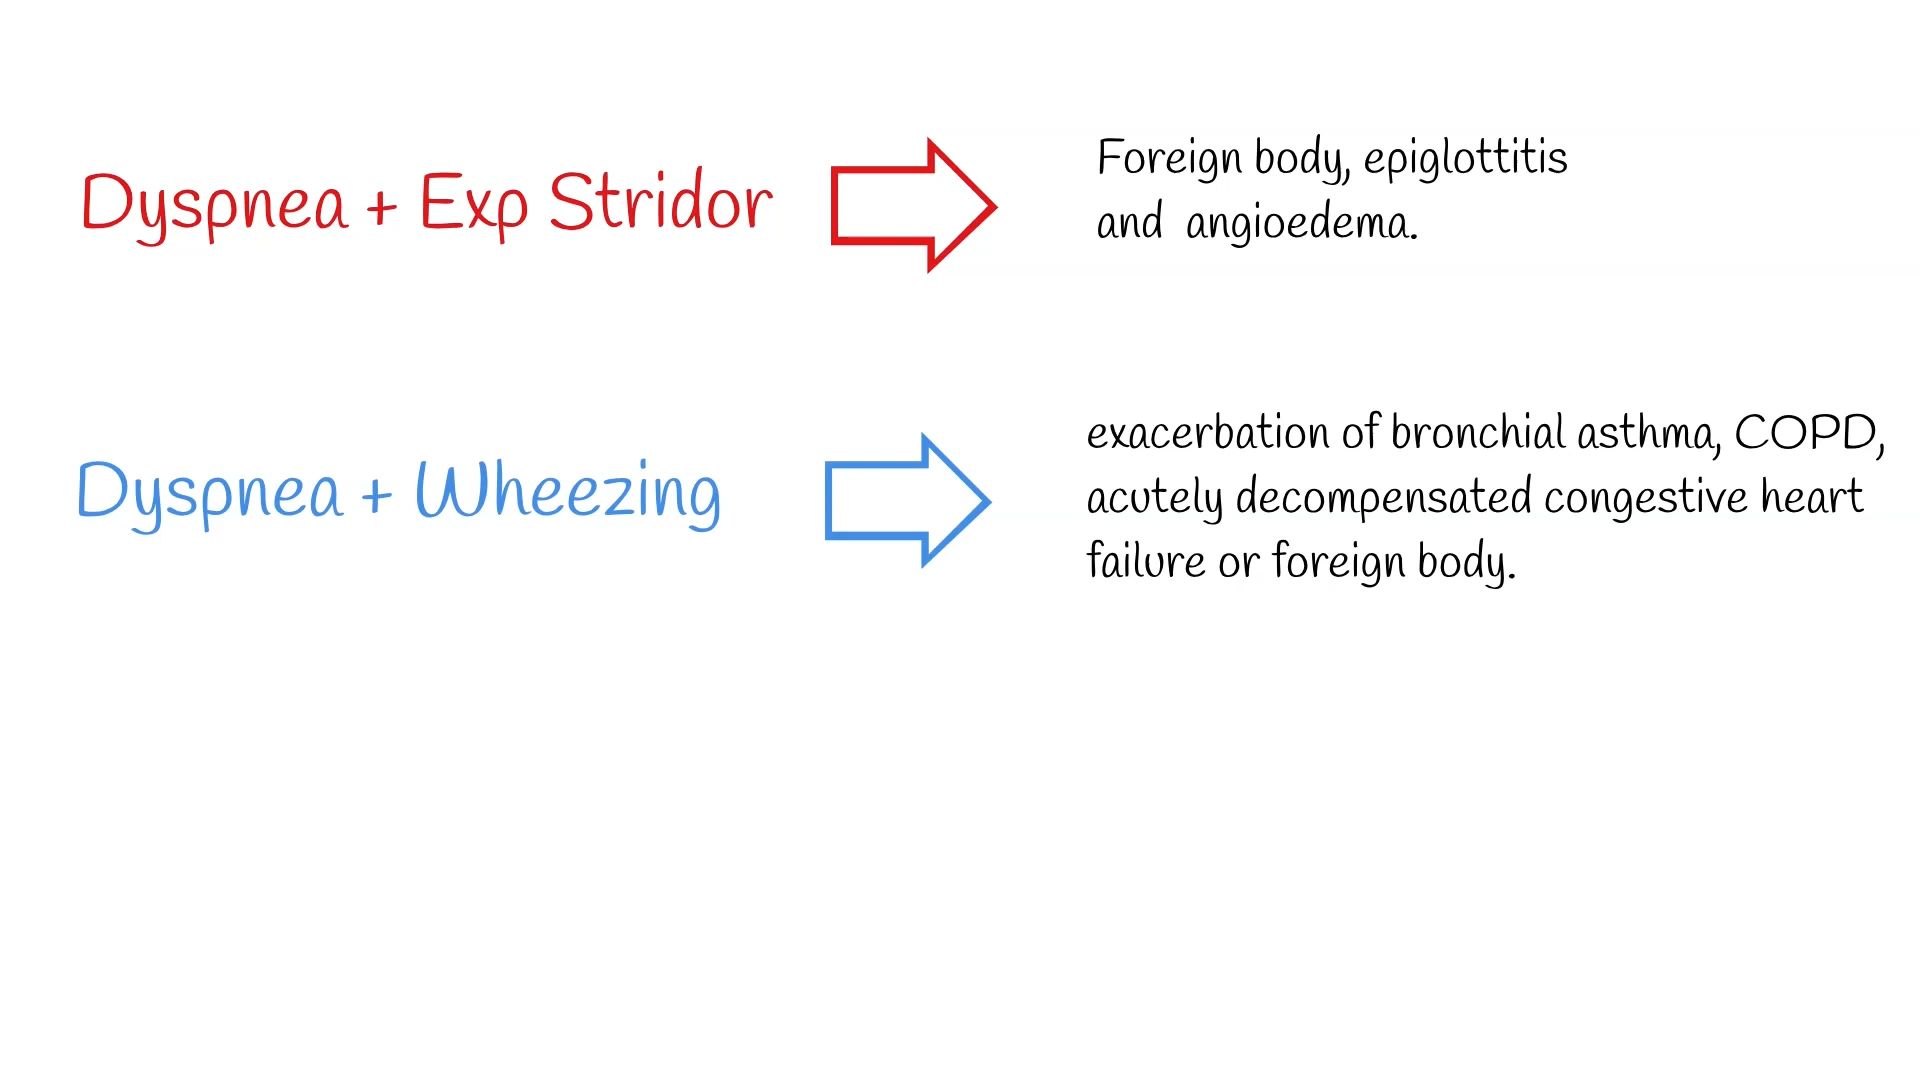 Dyspnea + Exp Stridor
Foreign body, epiglottitis
and angioedema.
Dyspnea + Wheezing
exacerbation of bronchial asthma, COPD,
acutely decompensated congestive heart
failure or foreign body.